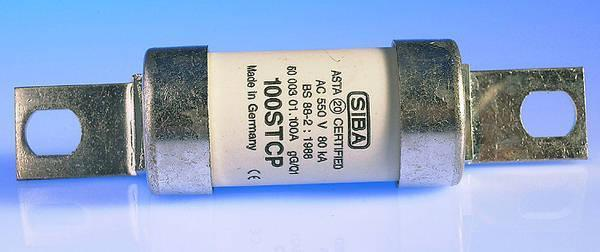 SIBA
ASTA 20 CERTIFIED
AC 550 V 80 kA
BS 88-2 : 1988
60 003 01.100A gG/Q1
100STCP
Made in Germany CE